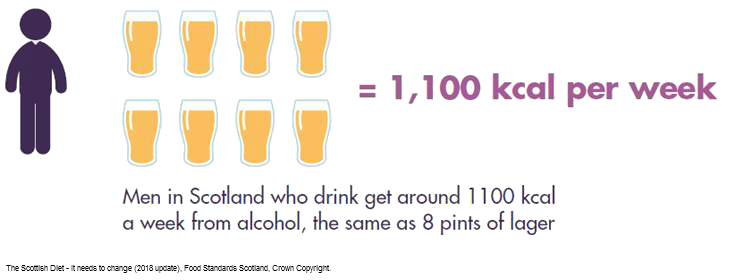 = 1,100 kcal per week
Men in Scotland who drink get around 1100 kcal
a week from alcohol, the same as 8 pints of lager
The Scottish Diet - It needs to change (2018 update), Food Standards Scotland, Crown Copyright.